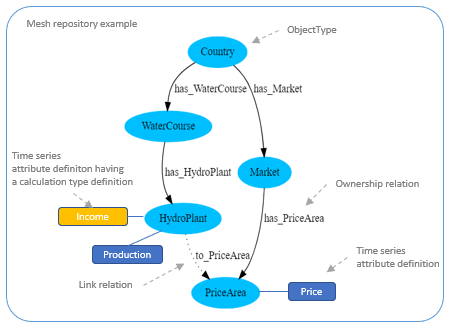 Mesh repository example
ObjectType
Country
has_WaterCourse
has_Market
WaterCourse
Time series
attribute definiton having
a calculation type definition
has_HydroPlant
Market
Ownership relation
Income
HydroPlant
has_PriceArea
Production
to_PriceArea
Time series
attribute definition
Link relation
PriceArea
Price